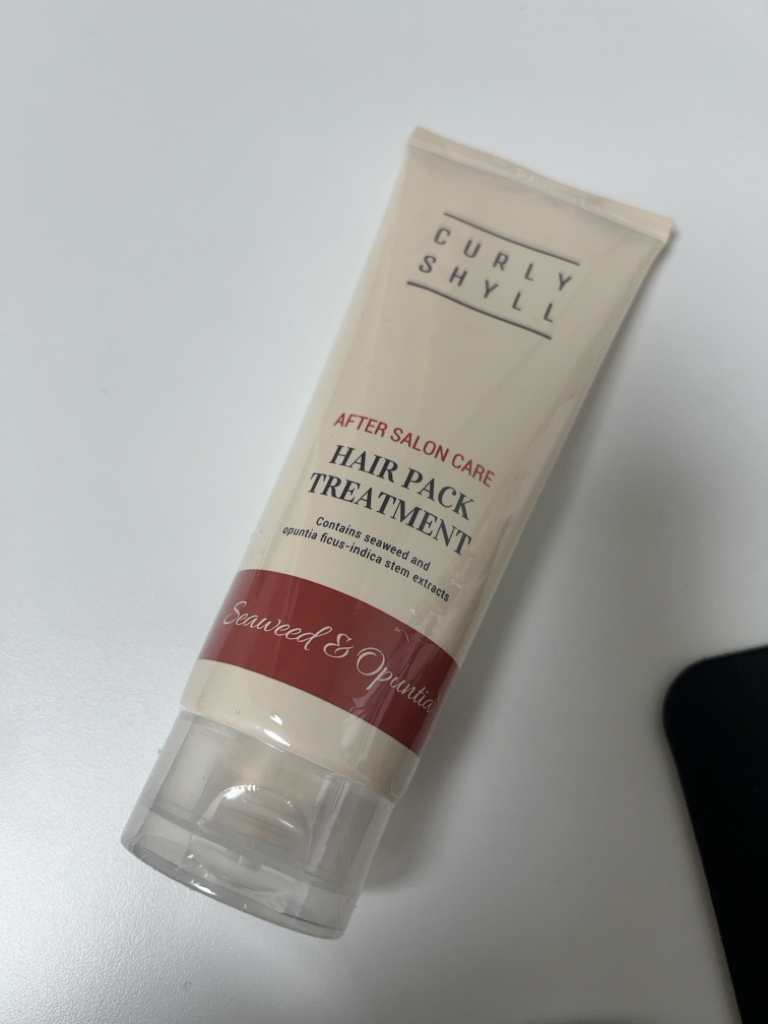 CURLY
SHYLL
AFTER SALON CARE
HAIR PACK
TREATMENT
Contains seaweed and
opuntia ficus-indica stem extracts
Seaweed & Opuntia